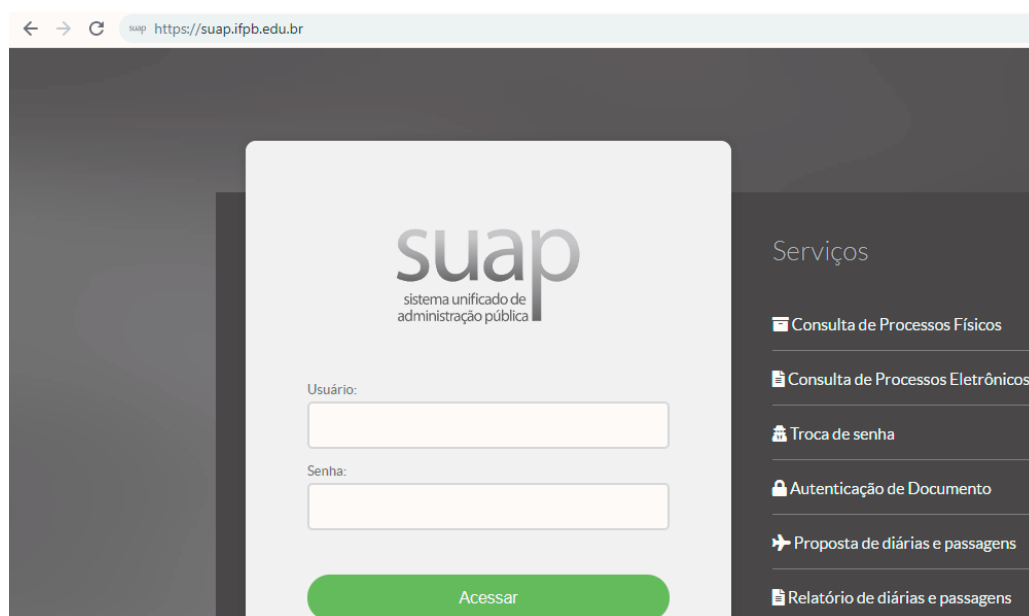 suap https://suap.ifpb.edu.br
suap
sistema unificado de
administração pública
Usuário:
Senha:
Acessar
Serviços
Consulta de Processos Físicos
Consulta de Processos Eletrônicos
Troca de senha
Autenticação de Documento
Proposta de diárias e passagens
Relatório de diárias e passagens